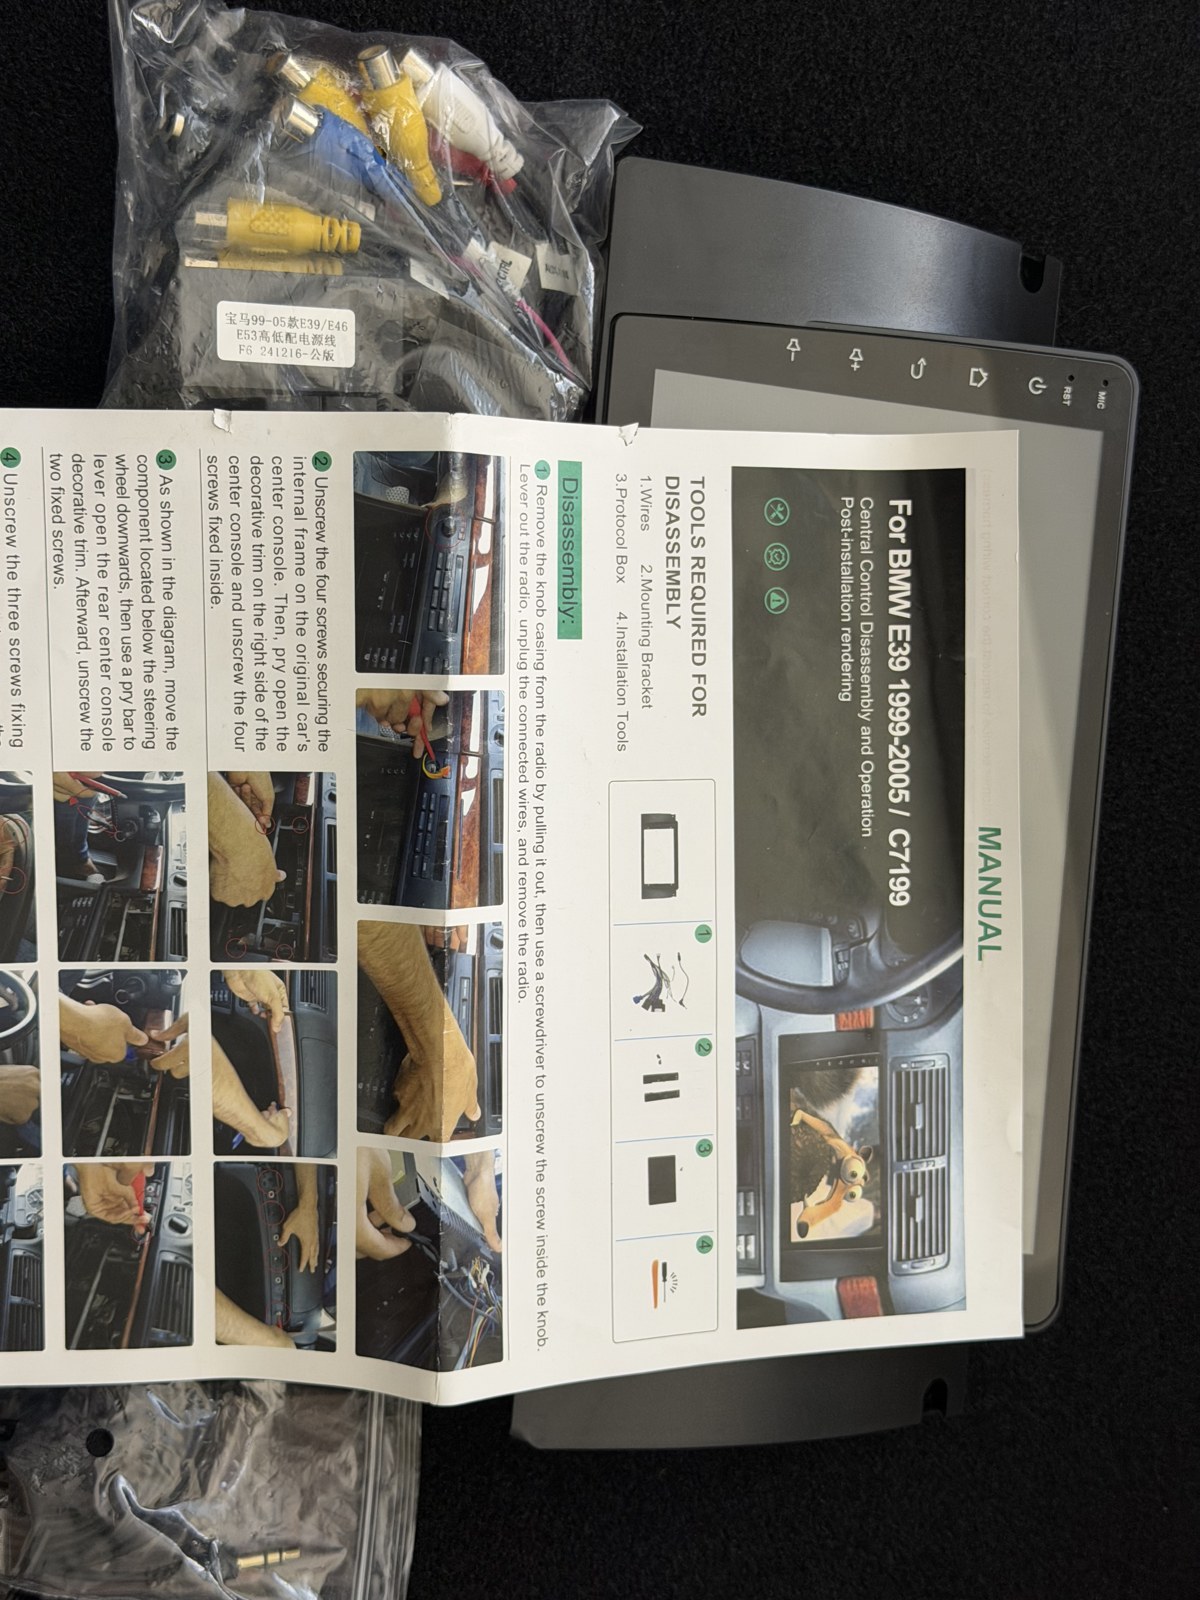 MANUAL
For BMW E39 1999-2005 / C7199
Central Control Disassembly and Operation
Post-installation rendering
TOOLS REQUIRED FOR
DISASSEMBLY
1.Wires 2.Mounting Bracket
3.Protocol Box 4.Installation Tools
1
2
3
4
Disassembly:
1 Remove the knob casing from the radio by pulling it out, then use a screwdriver to unscrew the screw inside the knob.
Lever out the radio, unplug the connected wires, and remove the radio.
2 Unscrew the four screws securing the
internal frame on the original car's
center console. Then, pry open the
decorative trim on the right side of the
center console and unscrew the four
screws fixed inside.
3 As shown in the diagram, move the
component located below the steering
wheel downwards, then use a pry bar to
lever open the rear center console
decorative trim. Afterward, unscrew the
two fixed screws.
4 Unscrew the three screws fixing
MIC
RST
宝马99-05款E39/E46
E53高低配电源线
F6 241216-公版